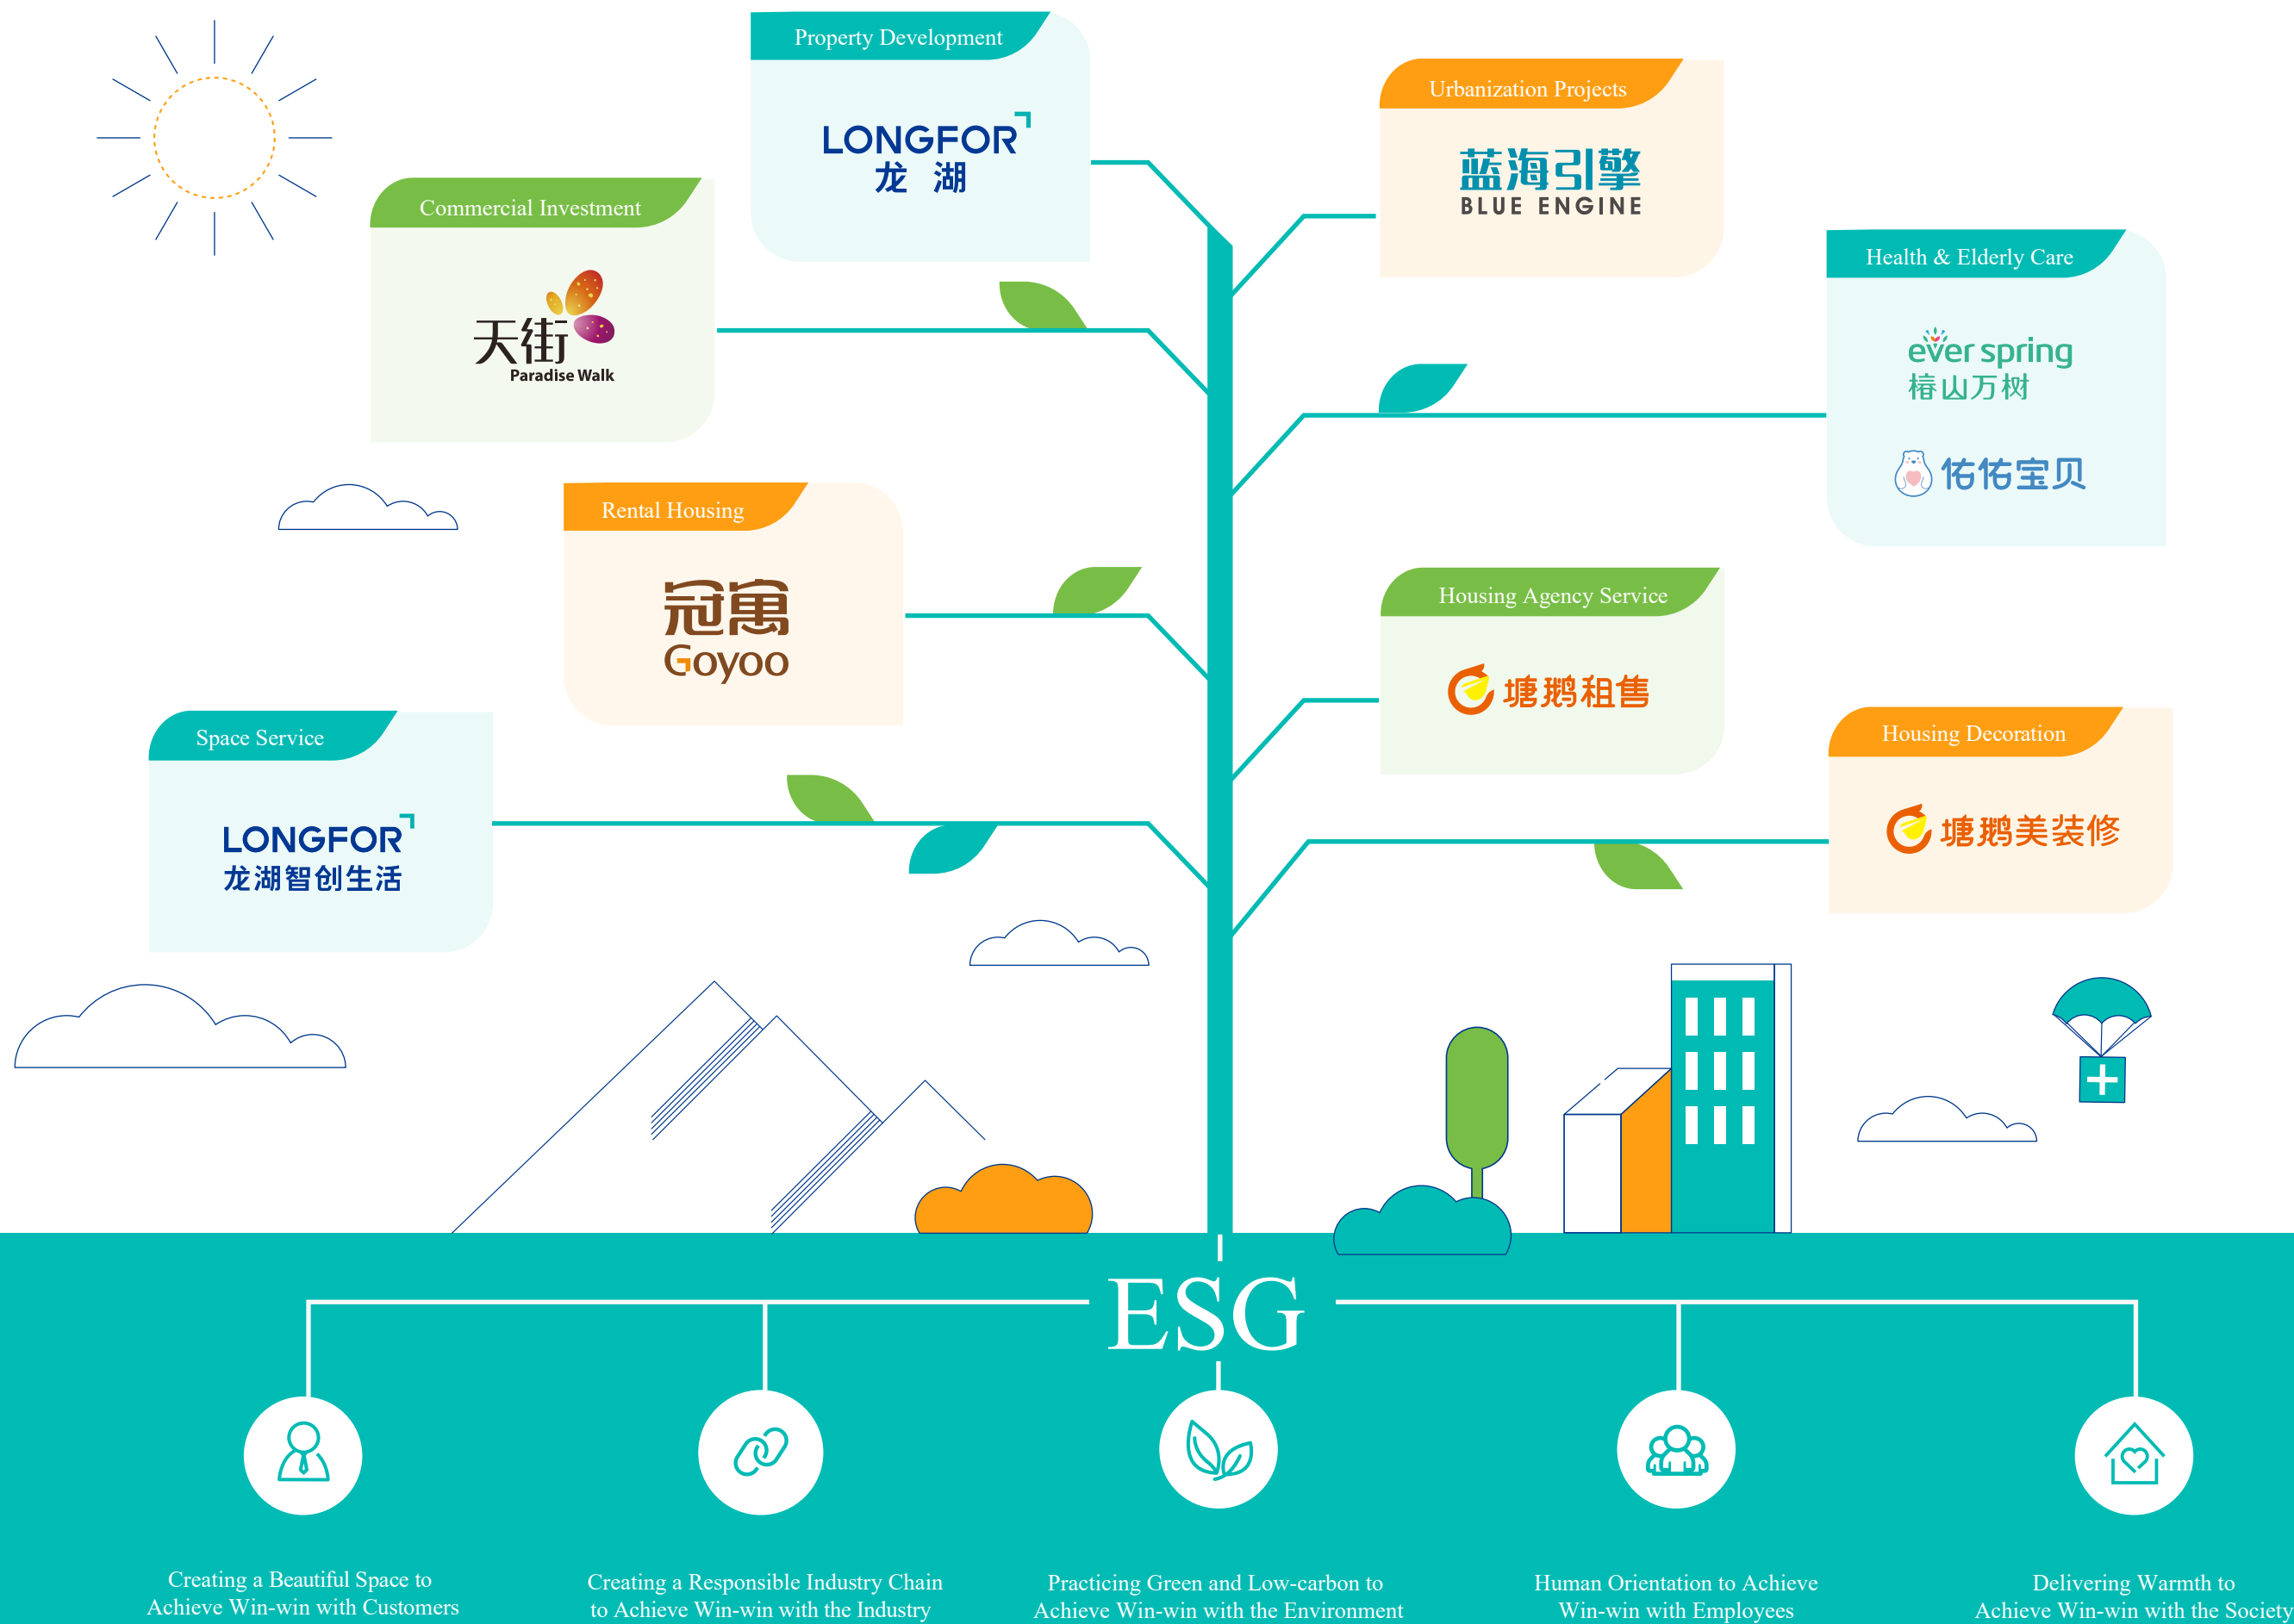 Property Development
LONGFOR
龙湖
Urbanization Projects
蓝海引擎
BLUE ENGINE
Commercial Investment
天街
Paradise Walk
Health & Elderly Care
ever spring
椿山万树
佑佑宝贝
Rental Housing
冠寓
Goyoo
Housing Agency Service
塘鹅租售
Space Service
LONGFOR
龙湖智创生活
Housing Decoration
塘鹅美装修
ESG
Creating a Beautiful Space to
Achieve Win-win with Customers
Creating a Responsible Industry Chain
to Achieve Win-win with the Industry
Practicing Green and Low-carbon to
Achieve Win-win with the Environment
Human Orientation to Achieve
Win-win with Employees
Delivering Warmth to
Achieve Win-win with the Society